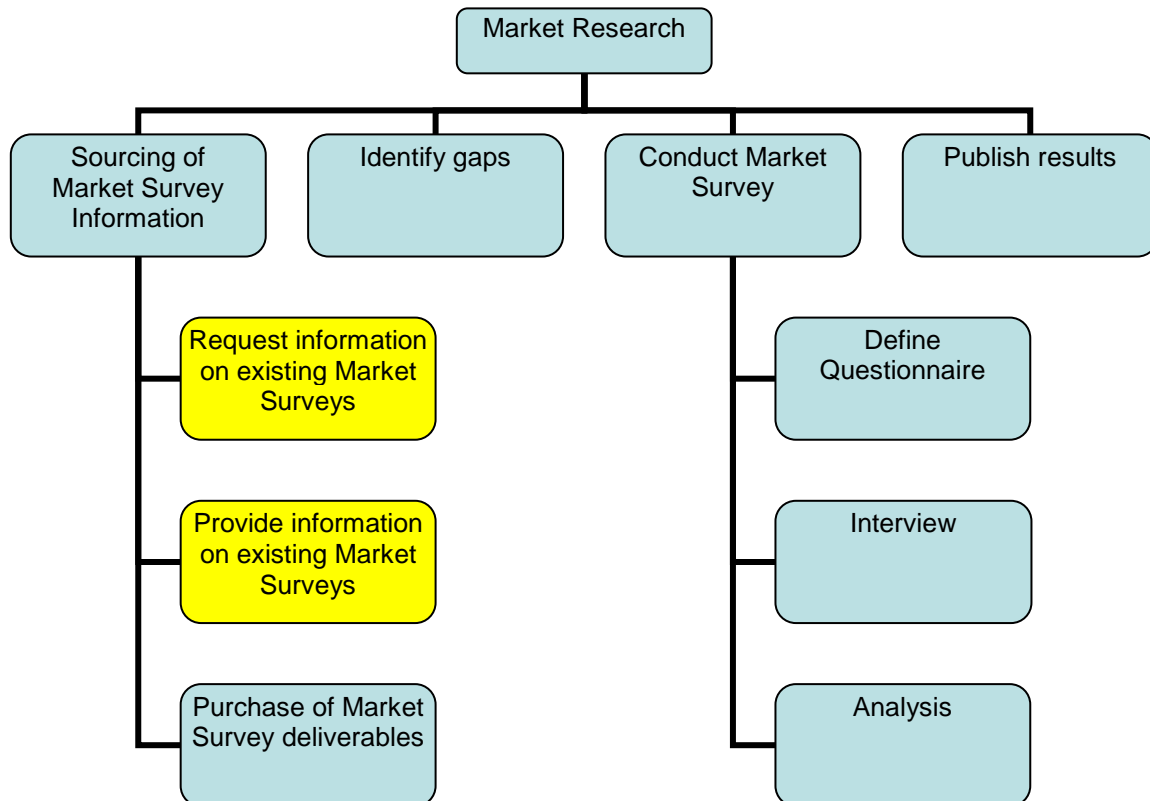 Market Research
Sourcing of
Market Survey
Information
Identify gaps
Conduct Market
Survey
Publish results
Request information
on existing Market
Surveys
Provide information
on existing Market
Surveys
Purchase of Market
Survey deliverables
Define
Questionnaire
Interview
Analysis